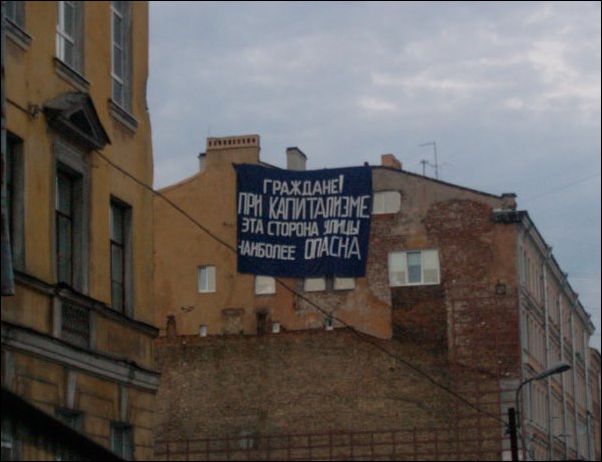 ГРАЖДАНЕ!
ПРИ КАПИТАЛИЗМЕ
ЭТА СТОРОНА УЛИЦЫ
НАИБОЛЕЕ ОПАСНА